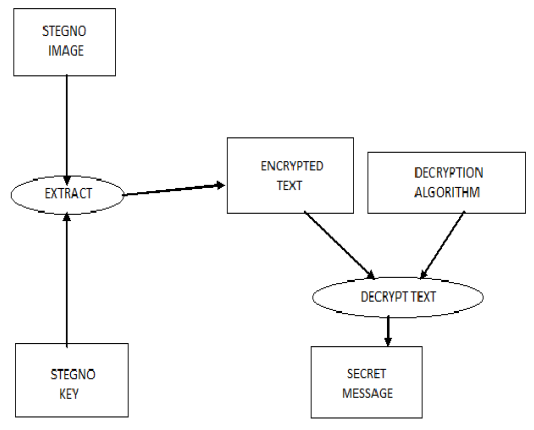 STEGNO
IMAGE
EXTRACT
ENCRYPTED
TEXT
DECRYPTION
ALGORITHM
DECRYPT TEXT
STEGNO
KEY
SECRET
MESSAGE